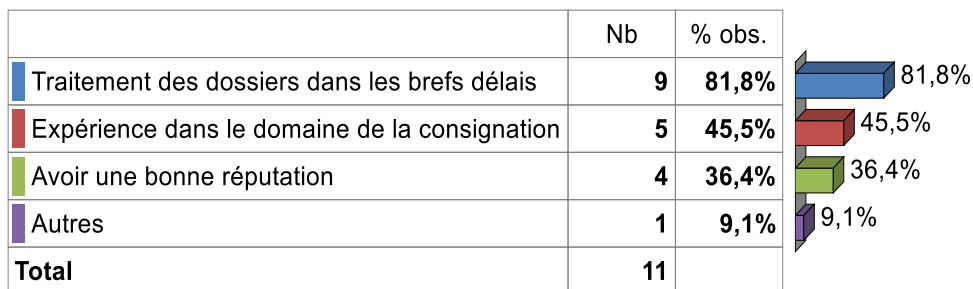 Nb % obs.
Traitement des dossiers dans les brefs délais 9 81,8% 81,8%
Expérience dans le domaine de la consignation 5 45,5% 45,5%
Avoir une bonne réputation 4 36,4% 36,4%
Autres 1 9,1% 9,1%
Total 11